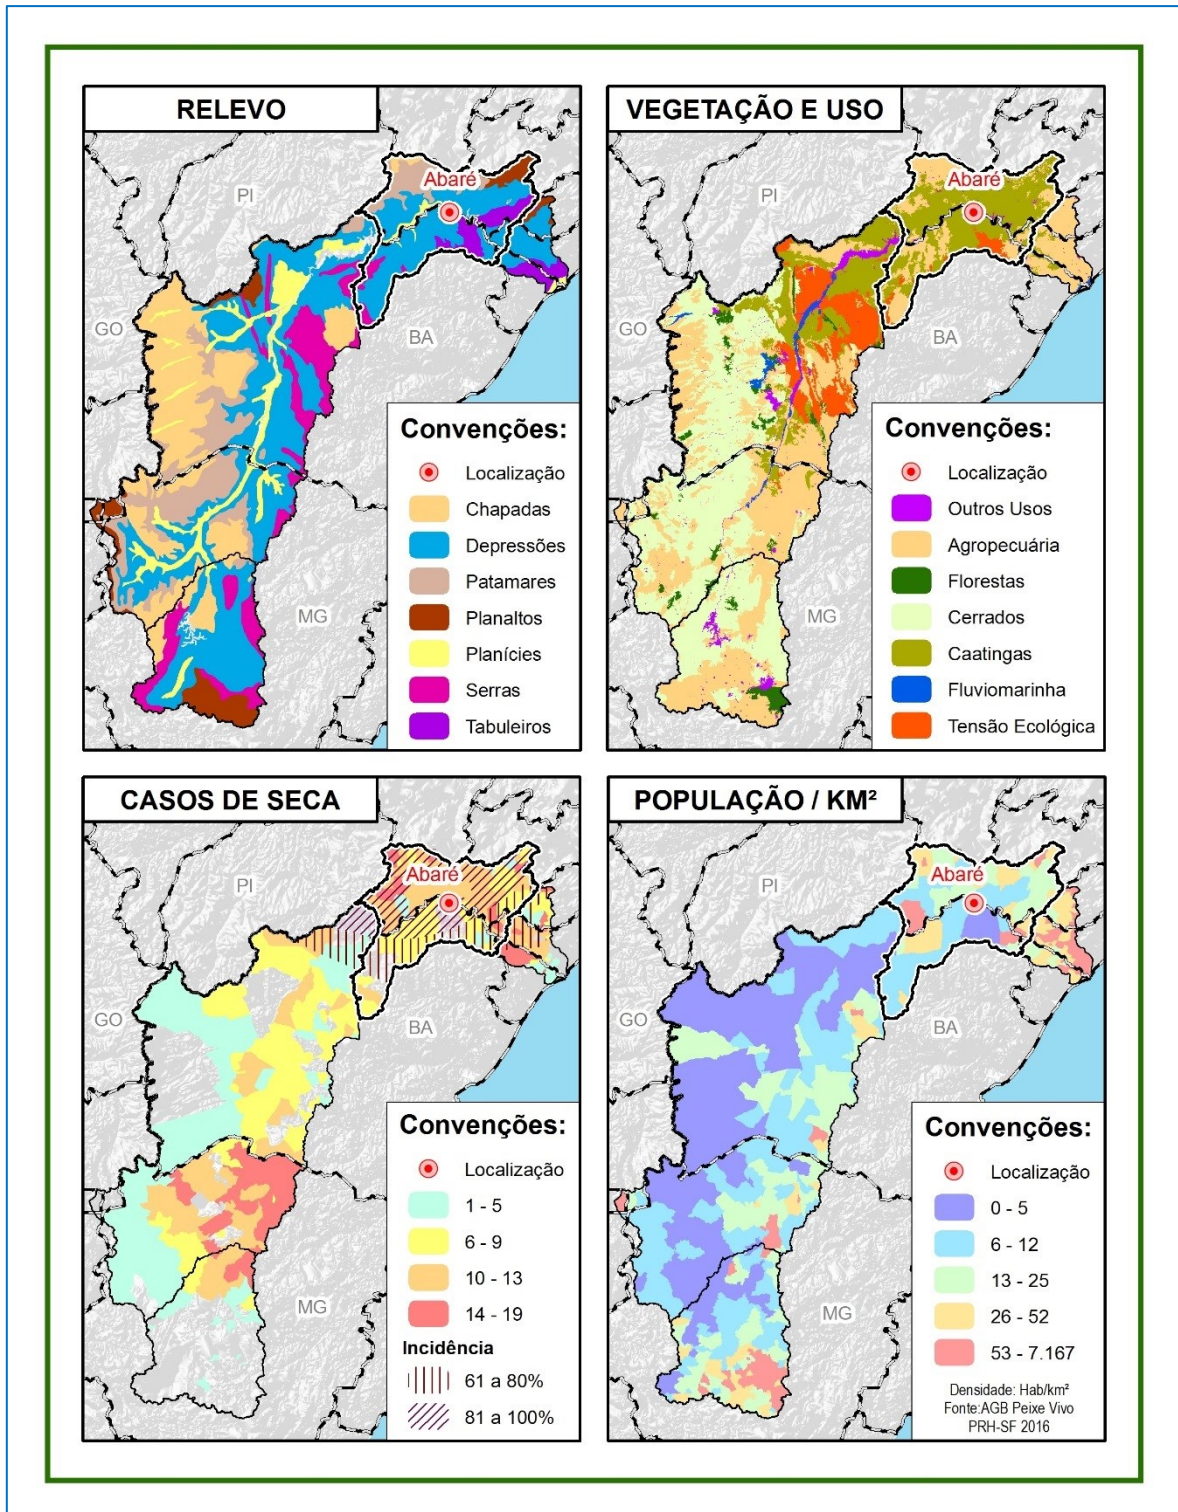 RELEVO
PI
Abaré
GO
BA
MG
Convenções:
Localização
Chapadas
Depressões
Patamares
Planaltos
Planícies
Serras
Tabuleiros
VEGETAÇÃO E USO
PI
Abaré
GO
BA
MG
Convenções:
Localização
Outros Usos
Agropecuária
Florestas
Cerrados
Caatingas
Fluviomarinha
Tensão Ecológica
CASOS DE SECA
PI
Abaré
GO
BA
MG
Convenções:
Localização
1 - 5
6 - 9
10 - 13
14 - 19
Incidência
61 a 80%
81 a 100%
POPULAÇÃO / KM²
PI
Abaré
GO
BA
MG
Convenções:
Localização
0 - 5
6 - 12
13 - 25
26 - 52
53 - 7.167
Densidade: Hab/km²
Fonte:AGB Peixe Vivo
PRH-SF 2016